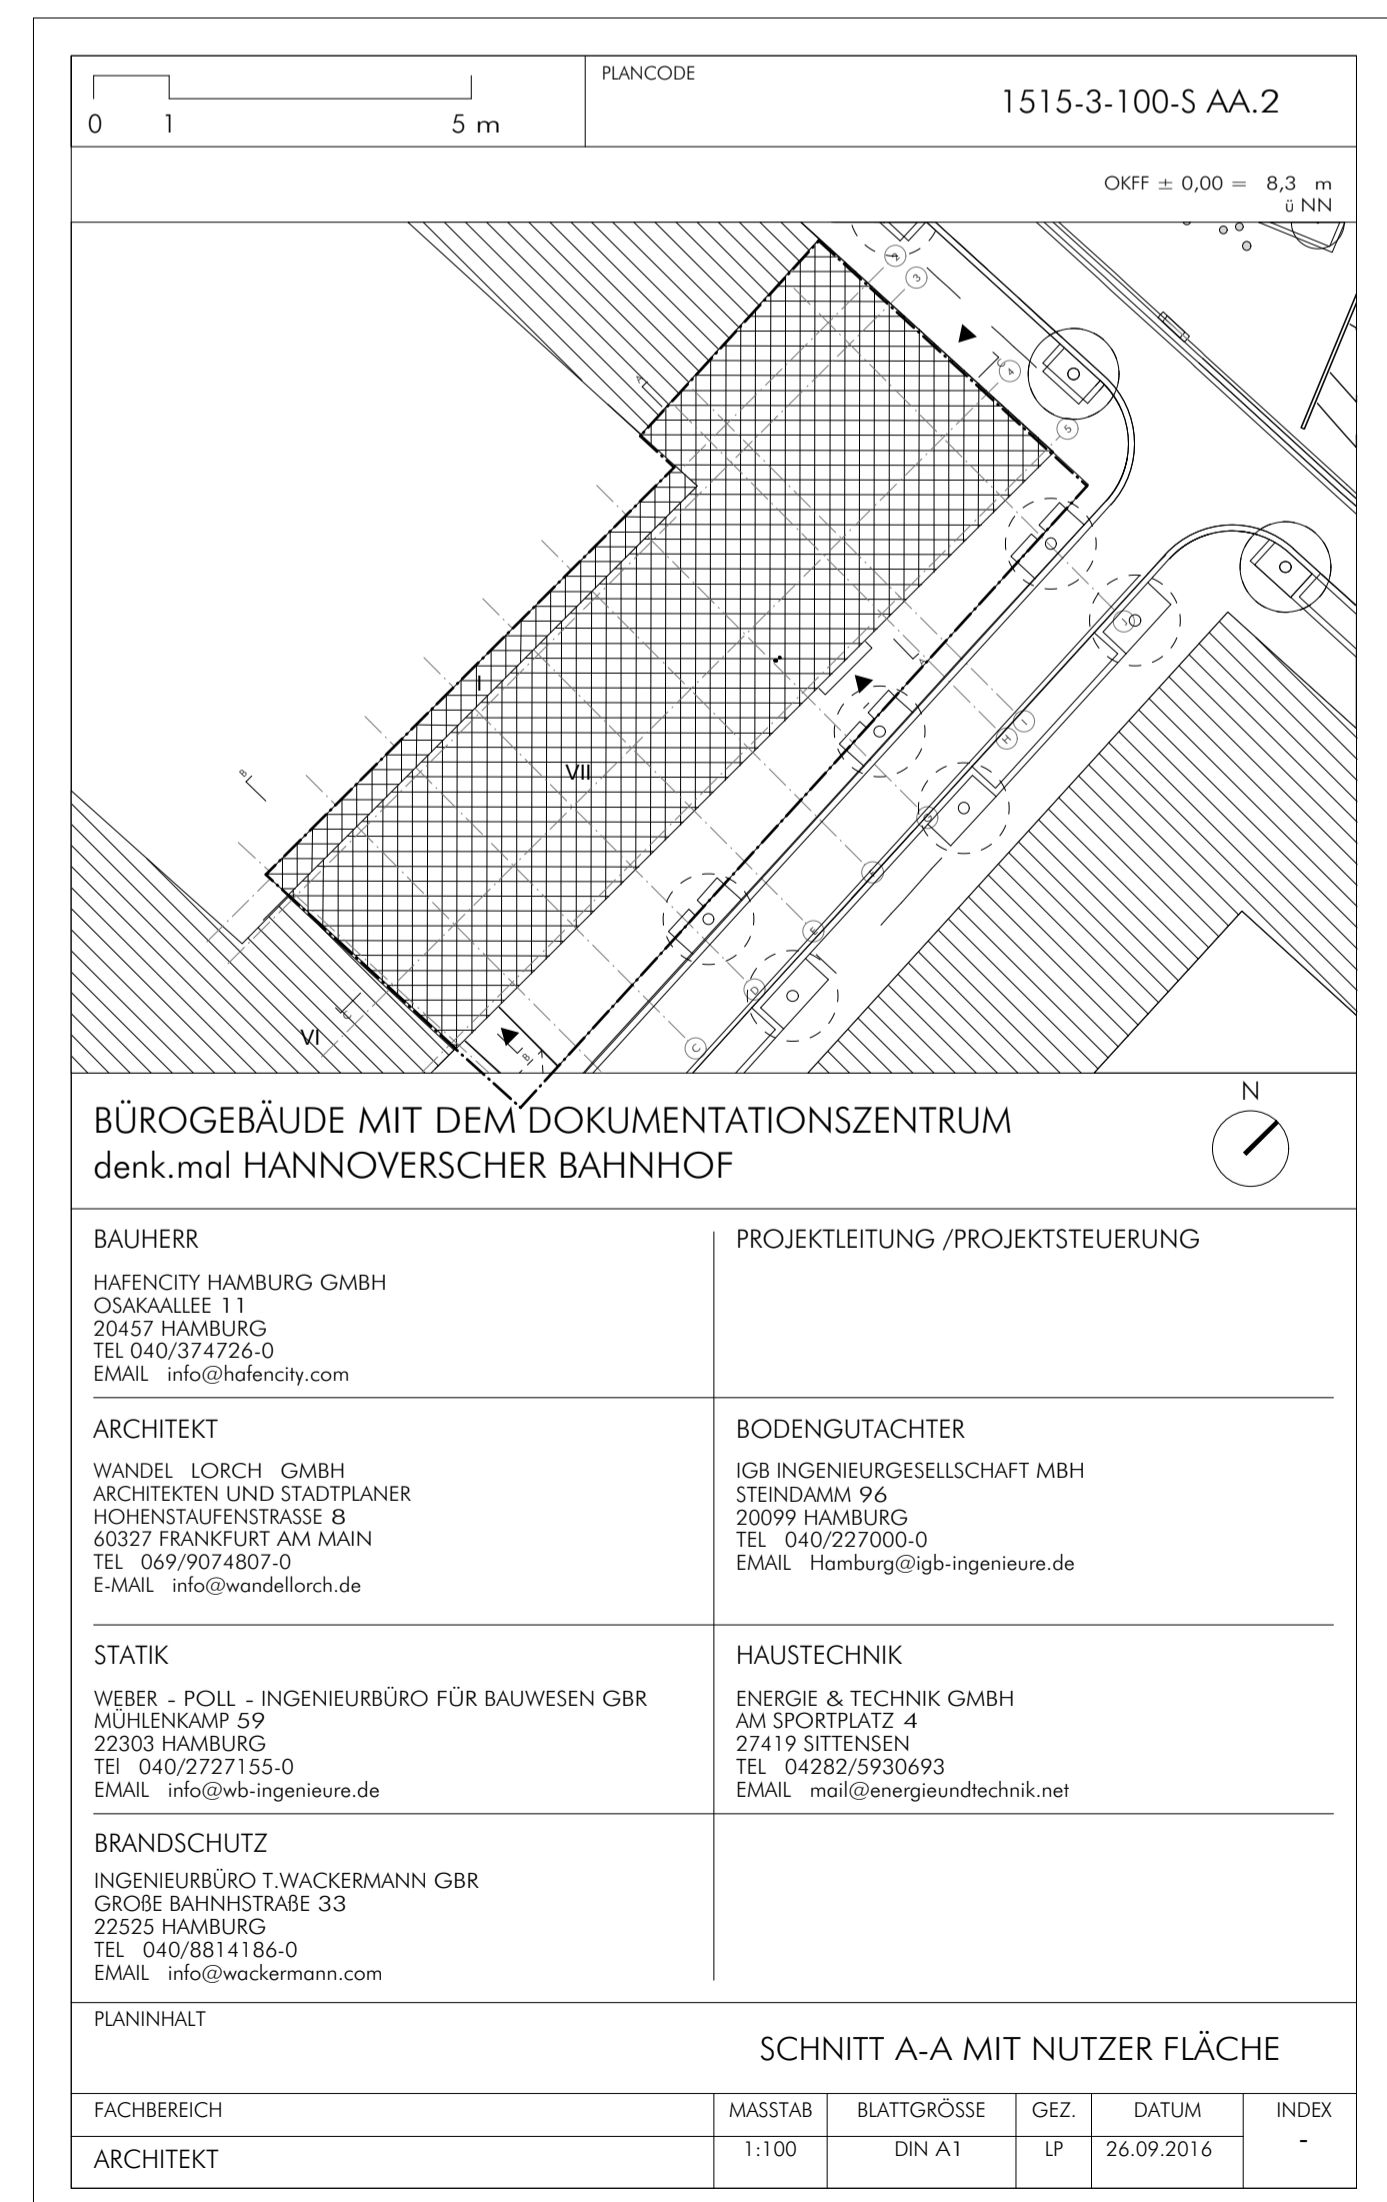 0 1 5 m
PLANCODE
1515-3-100-S AA.2
OKFF ± 0,00 = 8,3 m
ü NN
2
3
4
5
A
J
I
VII
A
I
H
G
B
E
D
C
C
VI
B
BÜROGEBÄUDE MIT DEM DOKUMENTATIONSZENTRUM
denk.mal HANNOVERSCHER BAHNHOF
N
BAUHERR
HAFENCITY HAMBURG GMBH
OSAKAALLEE 11
20457 HAMBURG
TEL 040/374726-0
EMAIL info@hafencity.com
PROJEKTLEITUNG /PROJEKTSTEUERUNG
ARCHITEKT
WANDEL LORCH GMBH
ARCHITEKTEN UND STADTPLANER
HOHENSTAUFENSTRASSE 8
60327 FRANKFURT AM MAIN
TEL 069/9074807-0
E-MAIL info@wandellorch.de
BODENGUTACHTER
IGB INGENIEURGESELLSCHAFT MBH
STEINDAMM 96
20099 HAMBURG
TEL 040/227000-0
EMAIL Hamburg@igb-ingenieure.de
STATIK
WEBER - POLL - INGENIEURBÜRO FÜR BAUWESEN GBR
MÜHLENKAMP 59
22303 HAMBURG
TEl 040/2727155-0
EMAIL info@wb-ingenieure.de
HAUSTECHNIK
ENERGIE & TECHNIK GMBH
AM SPORTPLATZ 4
27419 SITTENSEN
TEL 04282/5930693
EMAIL mail@energieundtechnik.net
BRANDSCHUTZ
INGENIEURBÜRO T.WACKERMANN GBR
GROßE BAHNHSTRAßE 33
22525 HAMBURG
TEL 040/8814186-0
EMAIL info@wackermann.com
PLANINHALT
SCHNITT A-A MIT NUTZER FLÄCHE
FACHBEREICH MASSTAB BLATTGRÖSSE GEZ. DATUM INDEX
ARCHITEKT 1:100 DIN A1 LP 26.09.2016 -